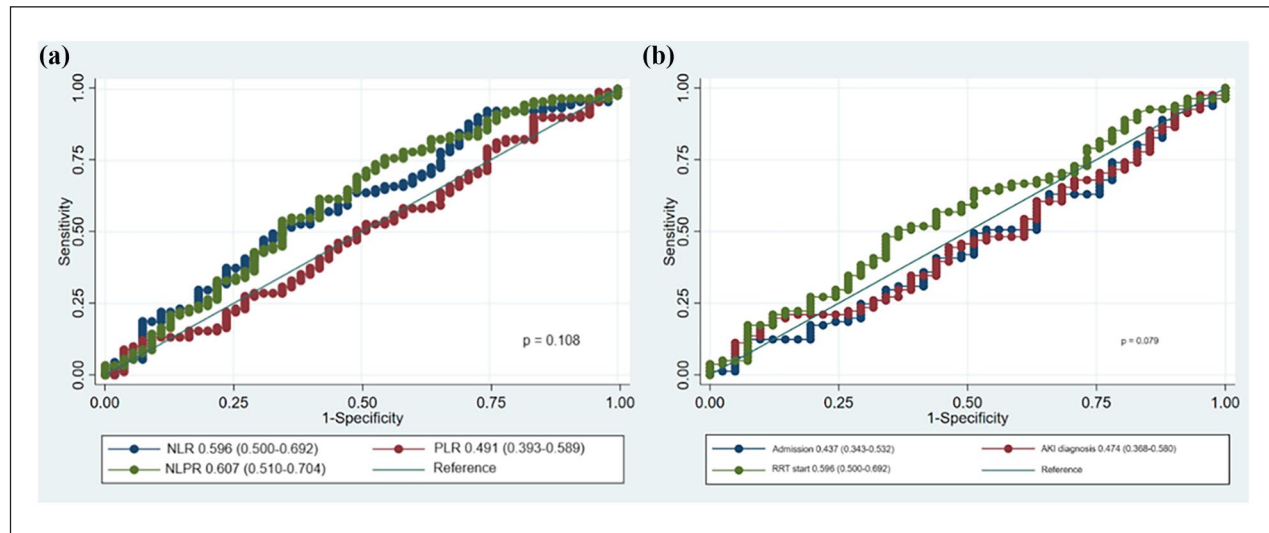 (a)
Sensitivity
1.00
0.75
0.50
0.25
0.00
0.00 0.25 0.50 0.75 1.00
1-Specificity
p = 0.108
NLR 0.596 (0.500-0.692) PLR 0.491 (0.393-0.589)
NLPR 0.607 (0.510-0.704) Reference
(b)
Sensitivity
1.00
0.75
0.50
0.25
0.00
0.00 0.25 0.50 0.75 1.00
1-Specificity
p = 0.079
Admission 0.437 (0.343-0.532) AKI diagnosis 0.474 (0.368-0.580)
RRT start 0.596 (0.500-0.692) Reference